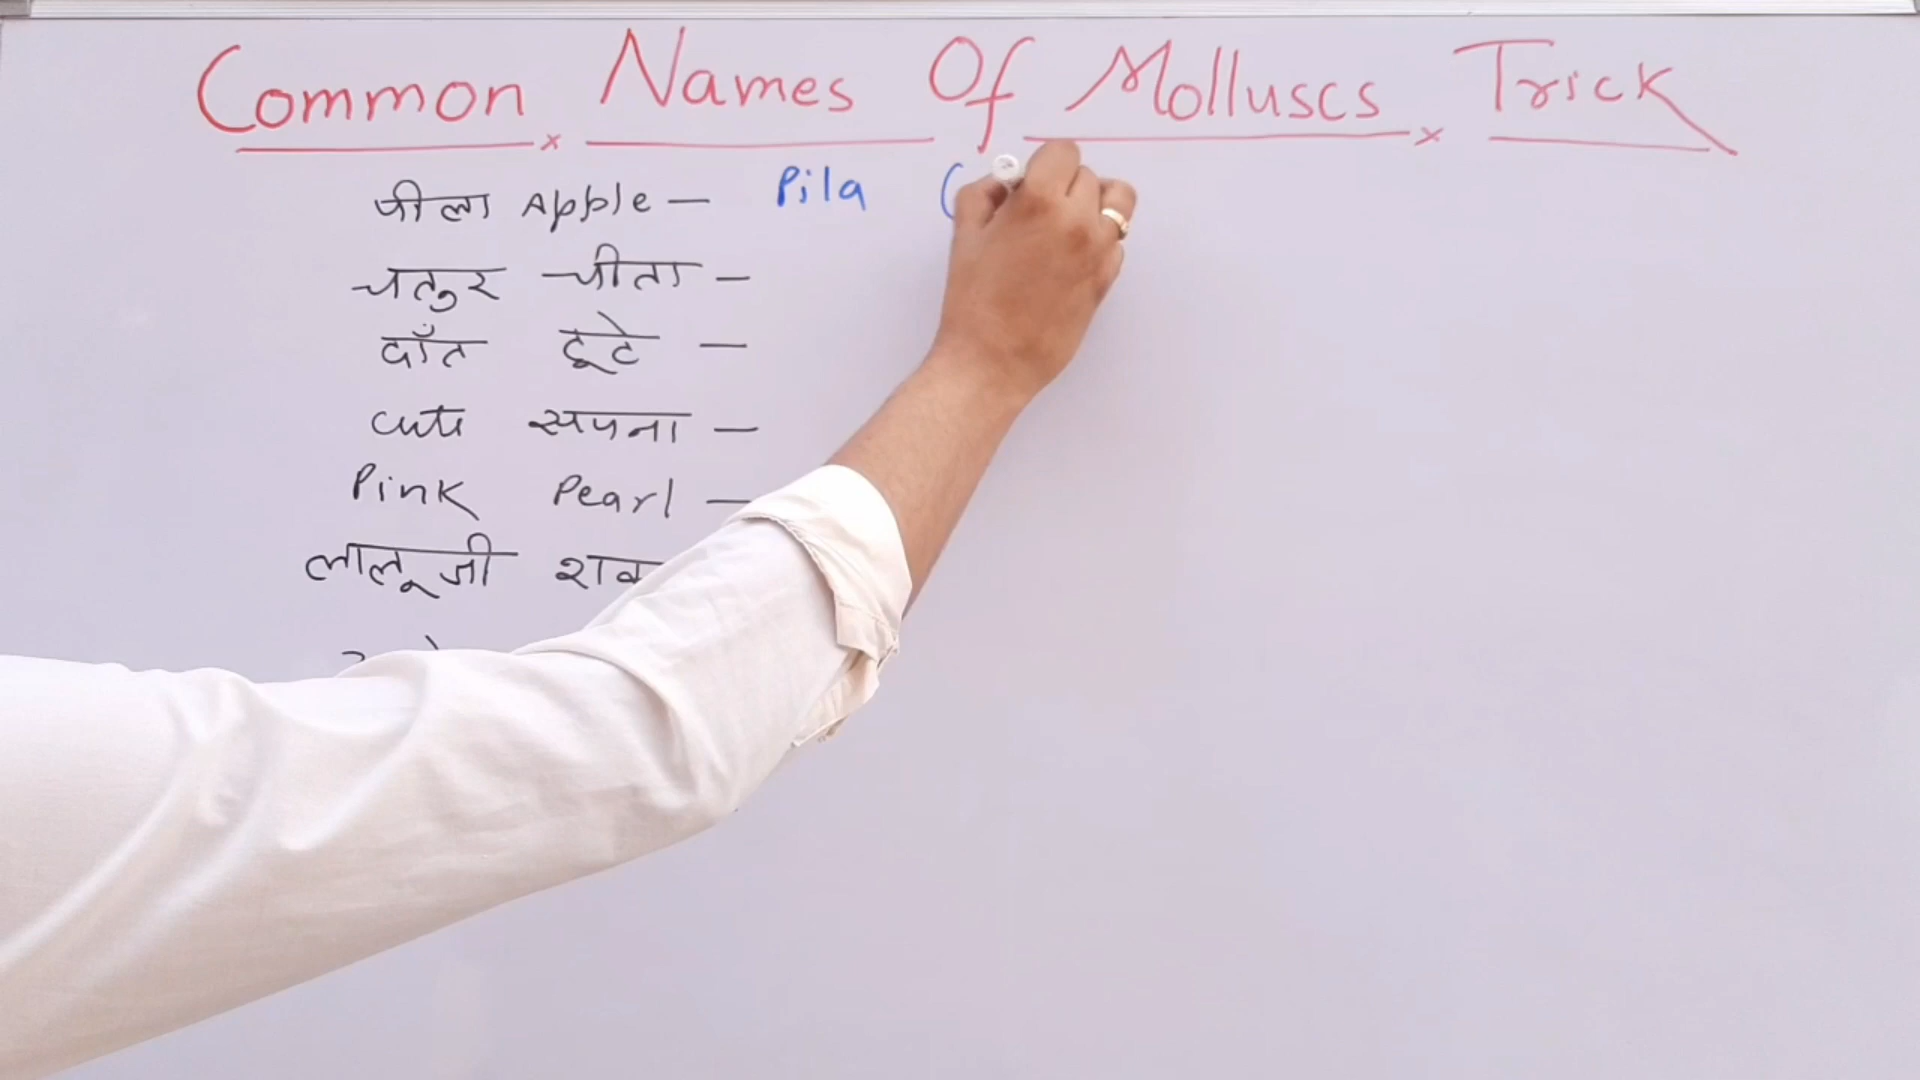 Common Names Of Molluscs Trick
पीला Apple — Pila (
चतुर चीता —
दाँत टूटे —
cute सपना —
Pink Pearl —
लालूजी